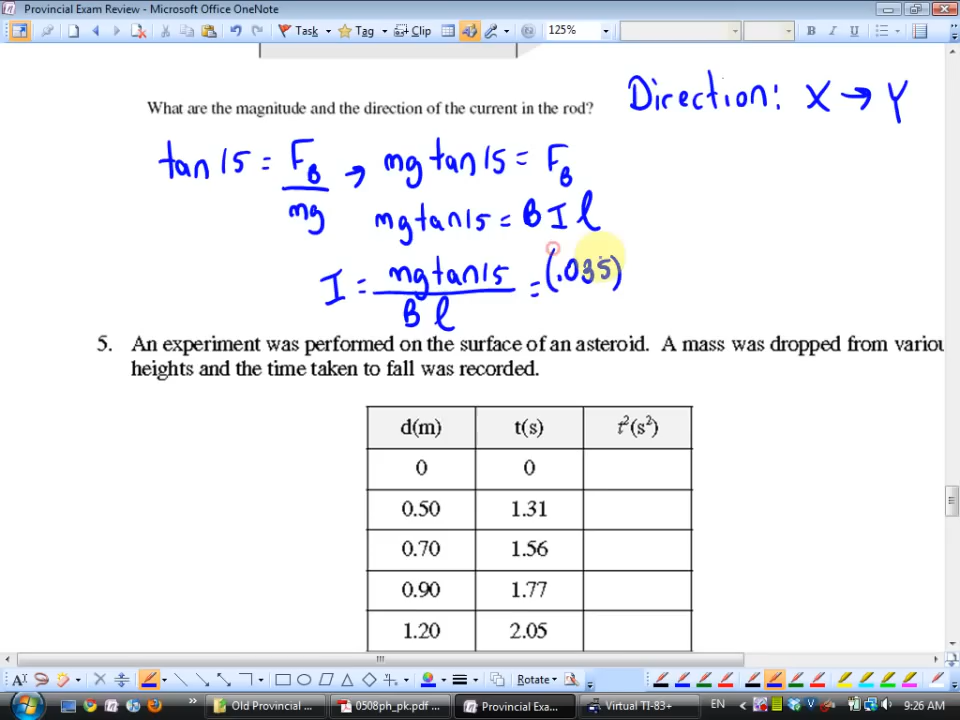 Provincial Exam Review - Microsoft Office OneNote
Task Tag Clip 125% B I U
What are the magnitude and the direction of the current in the rod?
Direction: X → Y
tan 15 = F_B / mg → mg tan 15 = F_B
mg tan 15 = B I l
I = mg tan 15 / B l = (.035)
5. An experiment was performed on the surface of an asteroid. A mass was dropped from variou
heights and the time taken to fall was recorded.
d(m) t(s) t²(s²)
0 0
0.50 1.31
0.70 1.56
0.90 1.77
1.20 2.05
Rotate
Old Provincial ... 0508ph_pk.pdf ... Provincial Exa... Virtual TI-83+ EN 9:26 AM